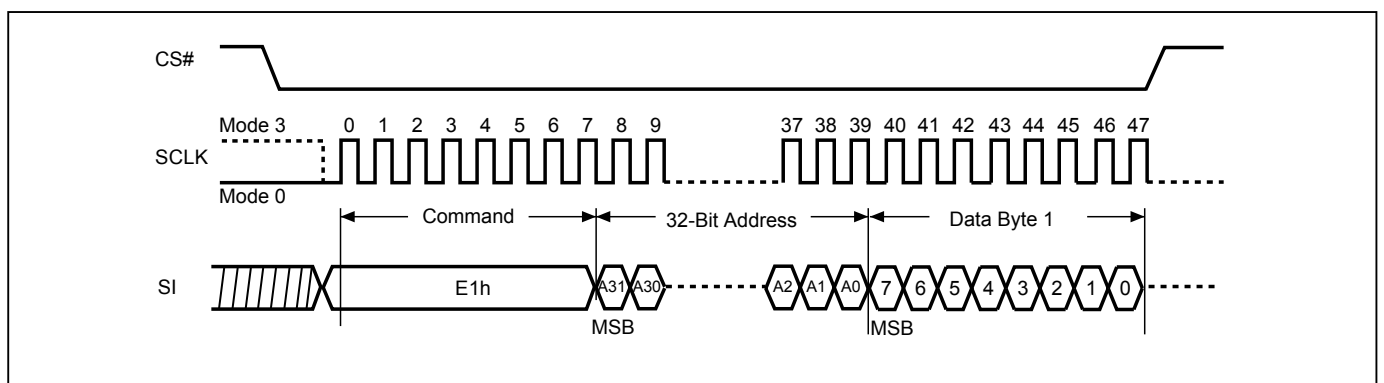 CS#
Mode 3 0 1 2 3 4 5 6 7 8 9 37 38 39 40 41 42 43 44 45 46 47
SCLK
Mode 0
Command 32-Bit Address Data Byte 1
SI E1h A31 A30 A2 A1 A0 7 6 5 4 3 2 1 0
MSB MSB